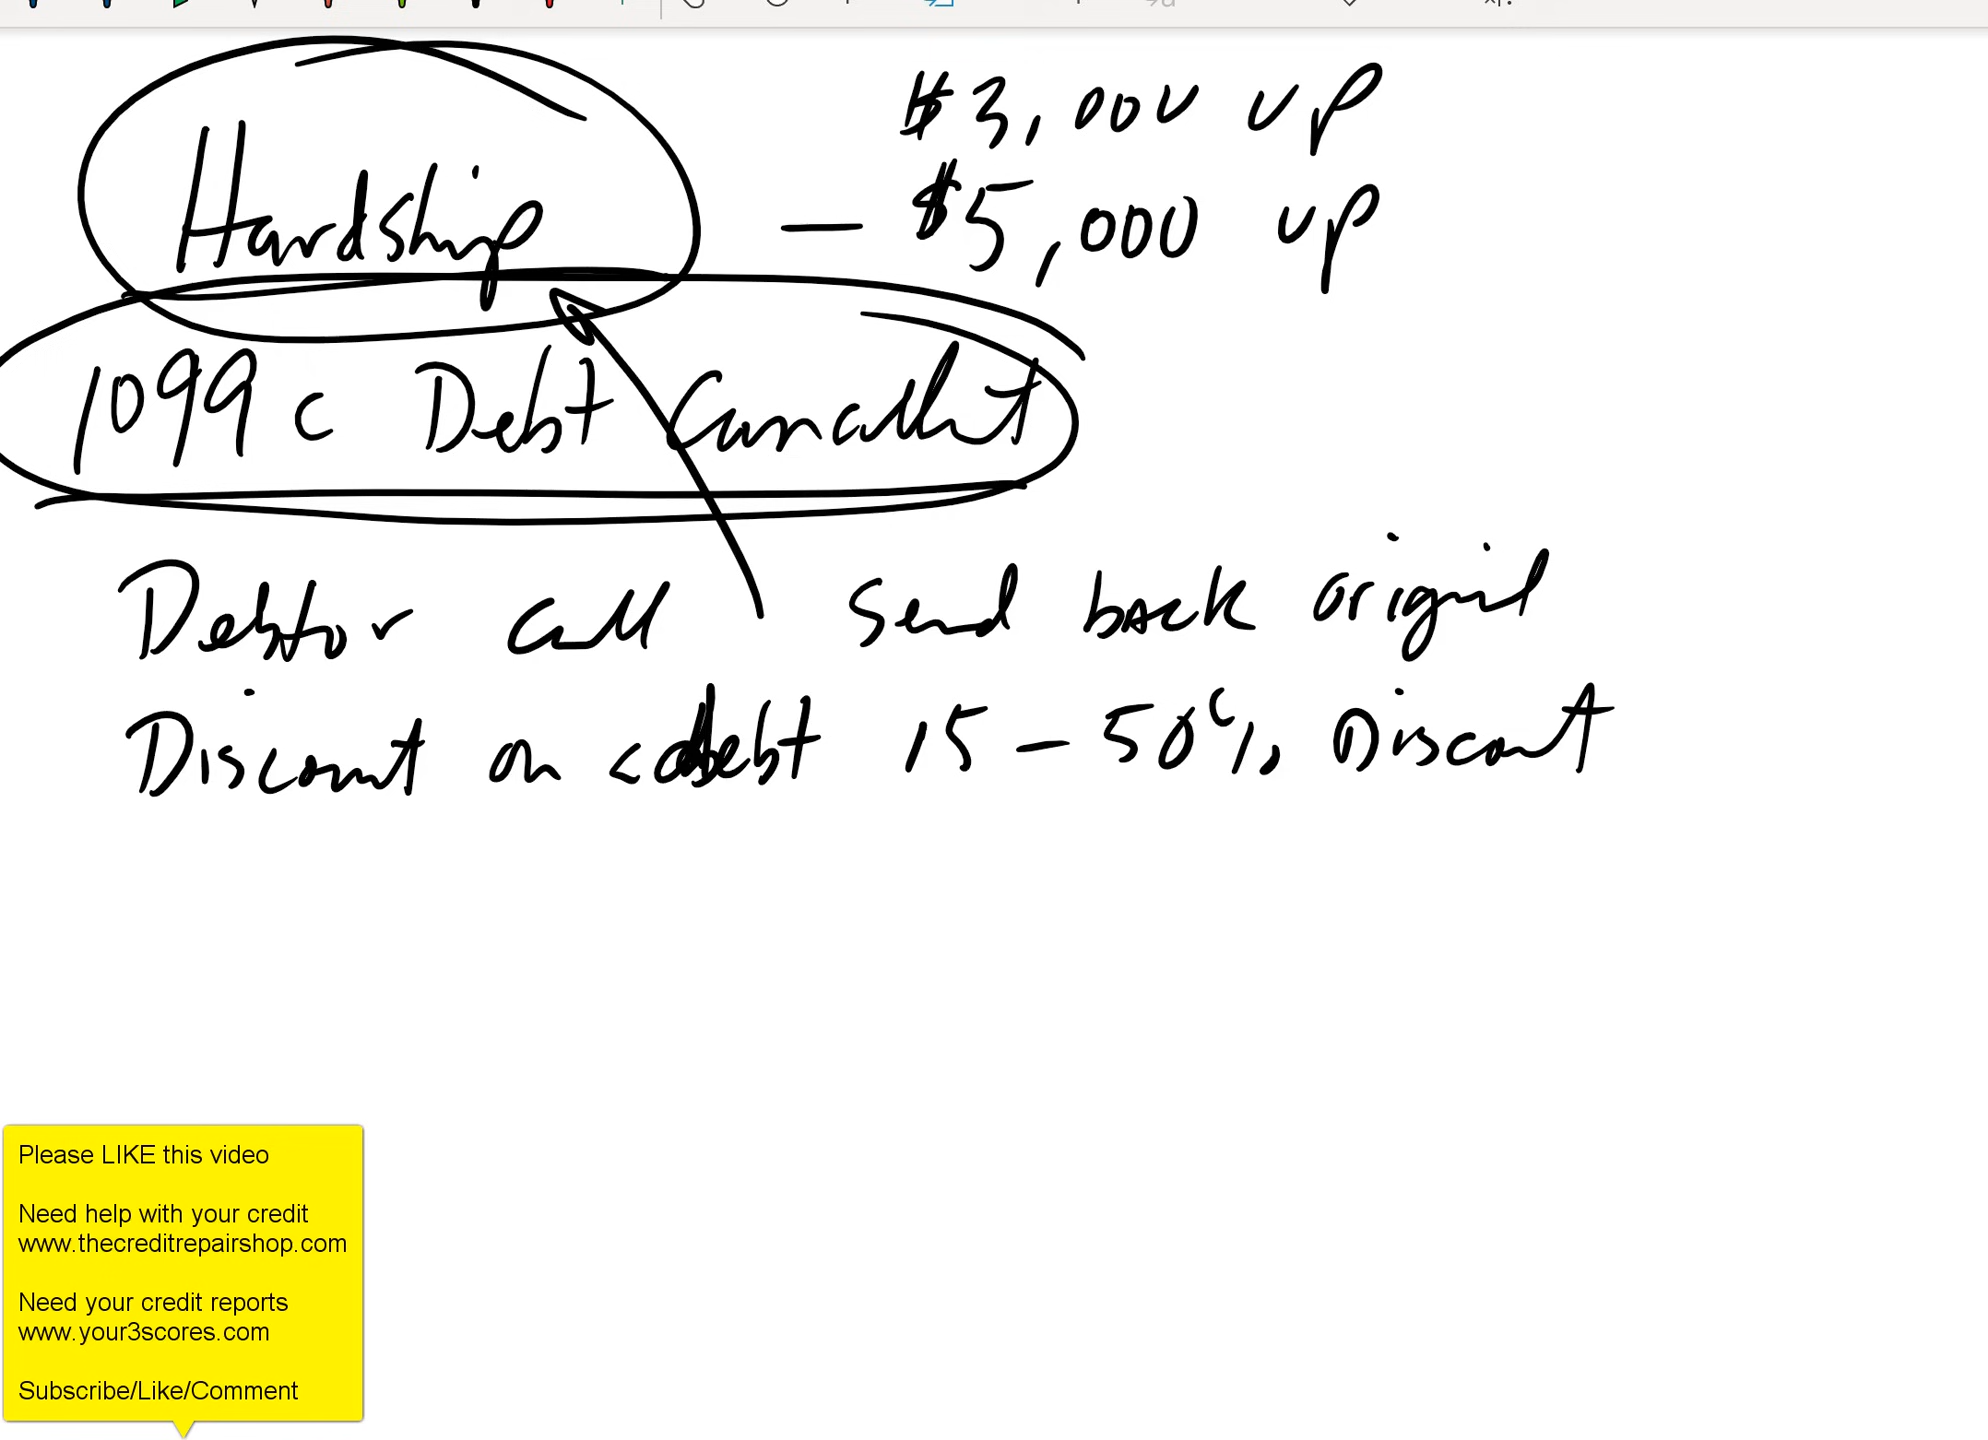 $3,000 up
Hardship — $5,000 up
1099 c Debt
Debtor call send back original
Discount on debt 15 - 50% Discount
Please LIKE this video
Need help with your credit
www.thecreditrepairshop.com
Need your credit reports
www.your3scores.com
Subscribe/Like/Comment